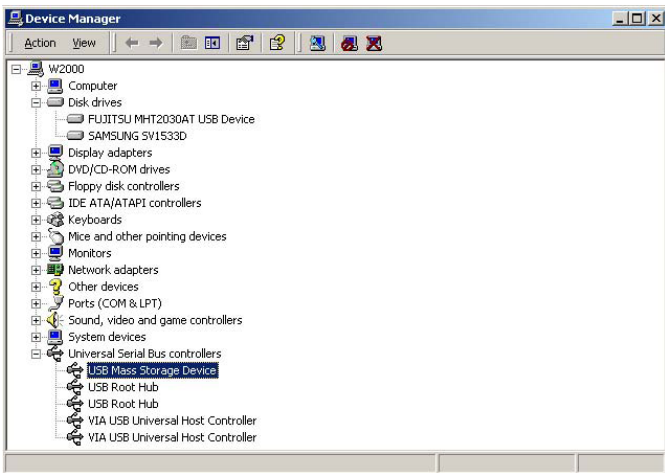 Device Manager
Action View
W2000
Computer
Disk drives
FUJITSU MHT2030AT USB Device
SAMSUNG SV1533D
Display adapters
DVD/CD-ROM drives
Floppy disk controllers
IDE ATA/ATAPI controllers
Keyboards
Mice and other pointing devices
Monitors
Network adapters
Other devices
Ports (COM & LPT)
Sound, video and game controllers
System devices
Universal Serial Bus controllers
USB Mass Storage Device
USB Root Hub
USB Root Hub
VIA USB Universal Host Controller
VIA USB Universal Host Controller